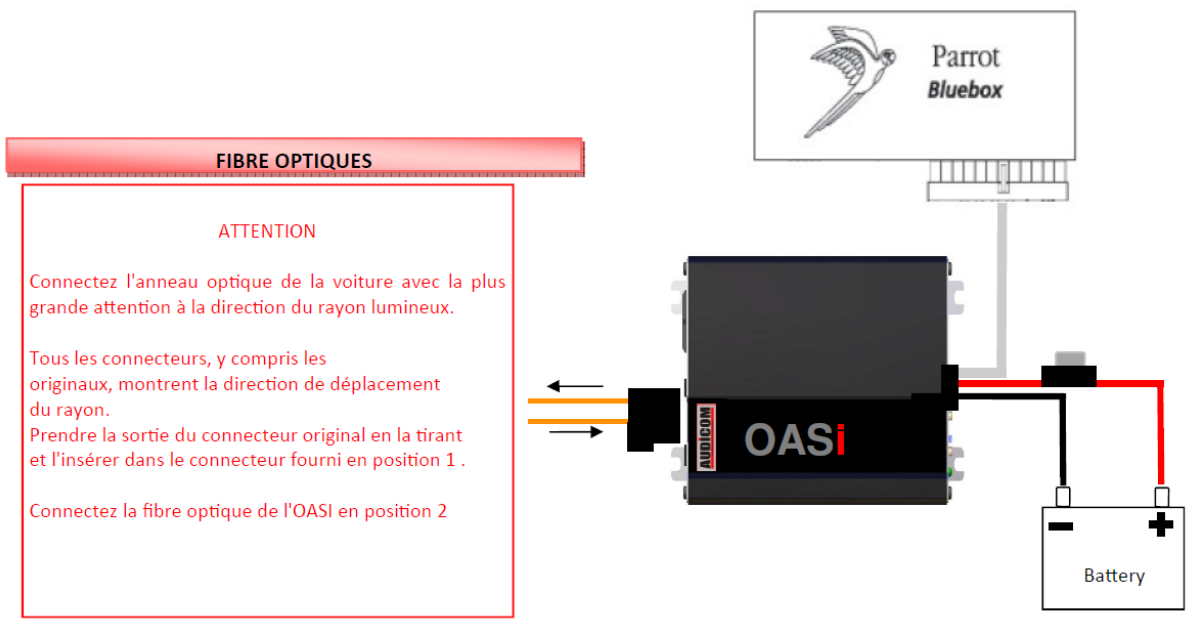 Parrot
Bluebox
FIBRE OPTIQUES
ATTENTION
Connectez l'anneau optique de la voiture avec la plus
grande attention à la direction du rayon lumineux.
Tous les connecteurs, y compris les
originaux, montrent la direction de déplacement
du rayon.
Prendre la sortie du connecteur original en la tirant
et l'insérer dans le connecteur fourni en position 1 .
Connectez la fibre optique de l'OASI en position 2
AUDICOM
OASi
Battery